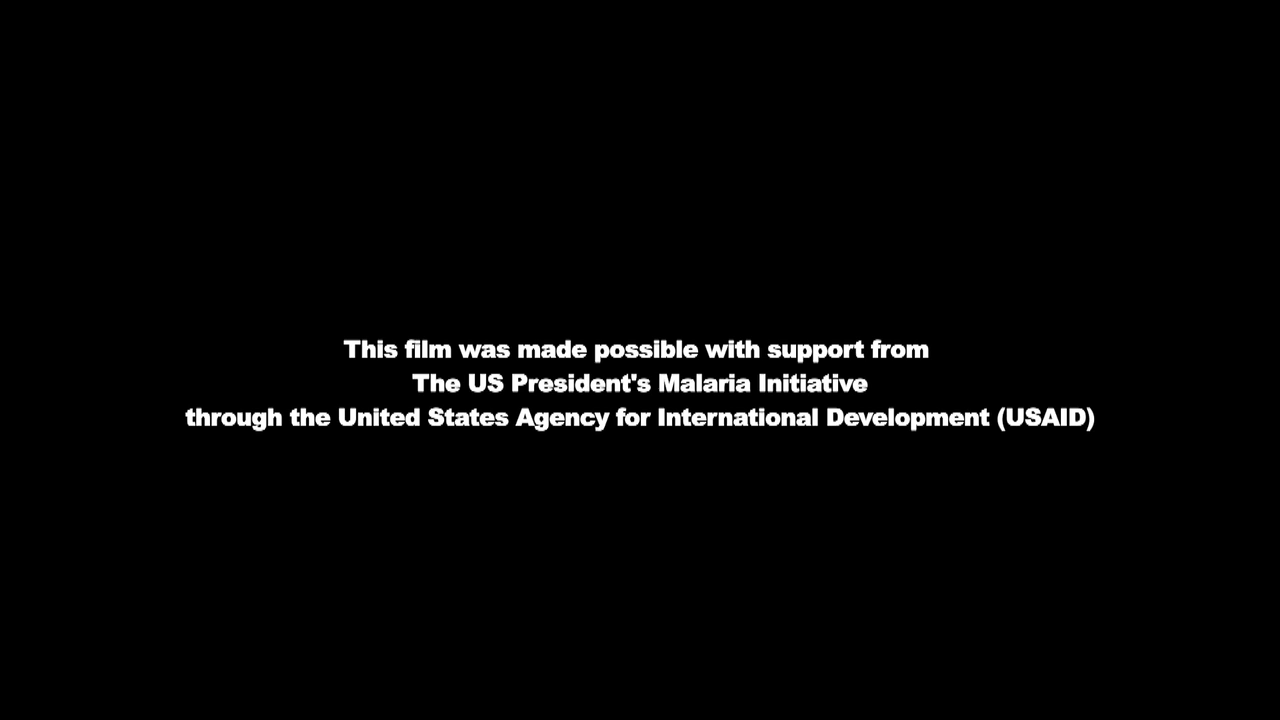 This film was made possible with support from
The US President's Malaria Initiative
through the United States Agency for International Development (USAID)